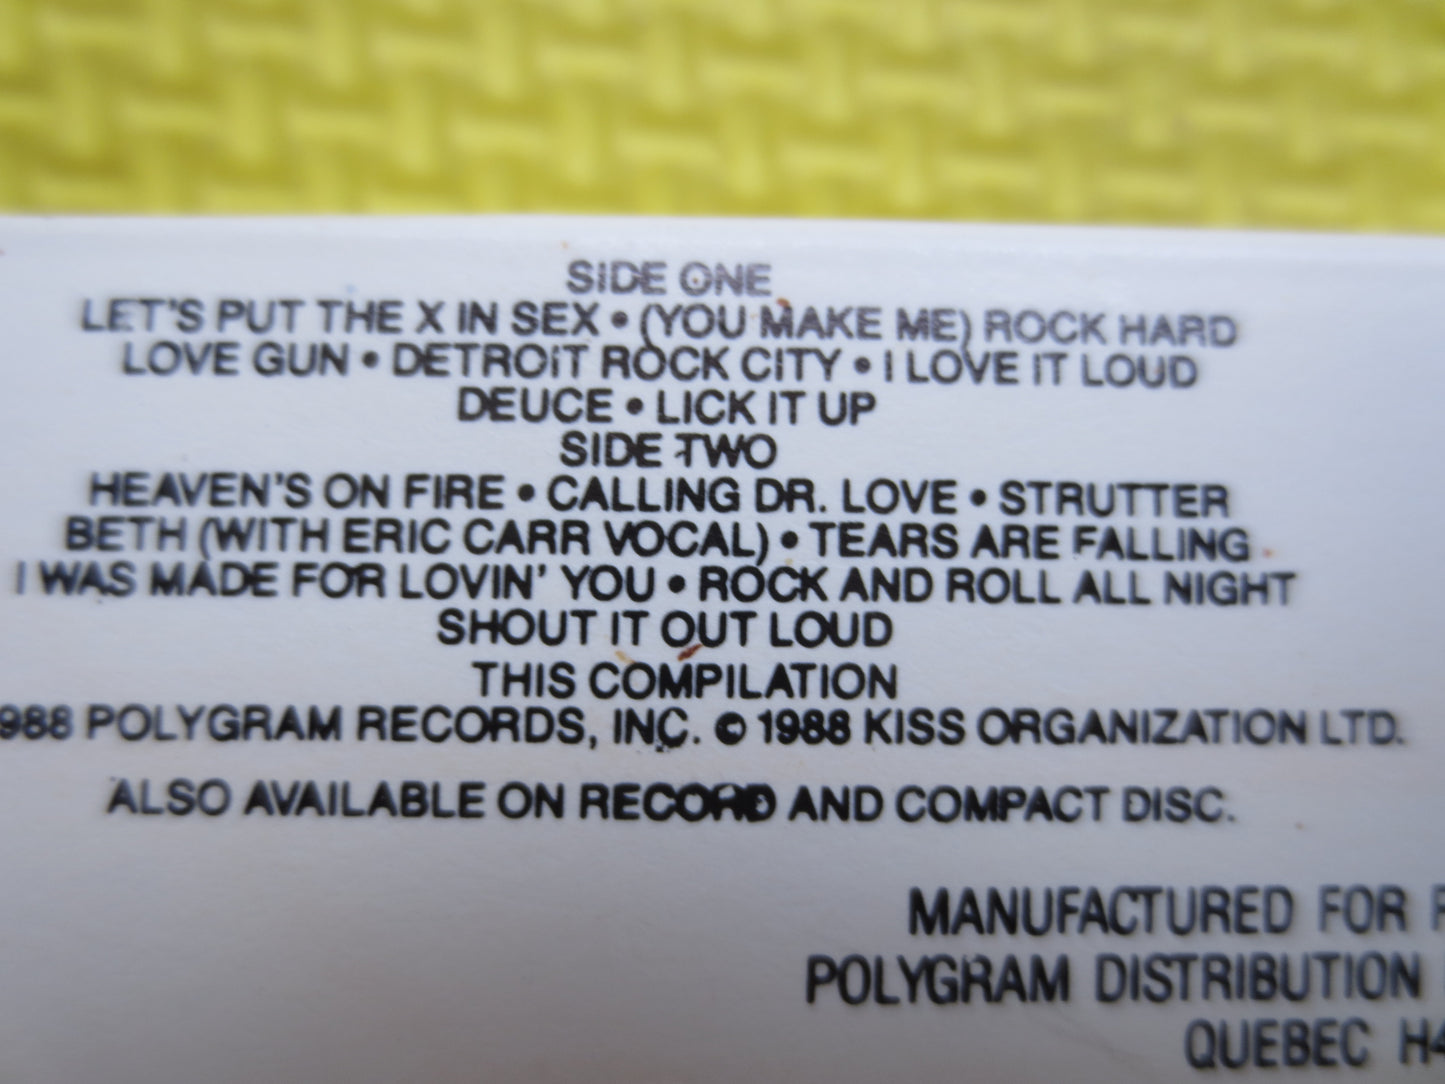 SIDE ONE
LET'S PUT THE X IN SEX • (YOU MAKE ME) ROCK HARD
LOVE GUN • DETROIT ROCK CITY • I LOVE IT LOUD
DEUCE • LICK IT UP
SIDE TWO
HEAVEN'S ON FIRE • CALLING DR. LOVE • STRUTTER
BETH (WITH ERIC CARR VOCAL) • TEARS ARE FALLING
I WAS MADE FOR LOVIN' YOU • ROCK AND ROLL ALL NIGHT
SHOUT IT OUT LOUD
THIS COMPILATION
988 POLYGRAM RECORDS, INC. © 1988 KISS ORGANIZATION LTD.
ALSO AVAILABLE ON RECORD AND COMPACT DISC.
MANUFACTURED FOR
POLYGRAM DISTRIBUTION
QUEBEC H4